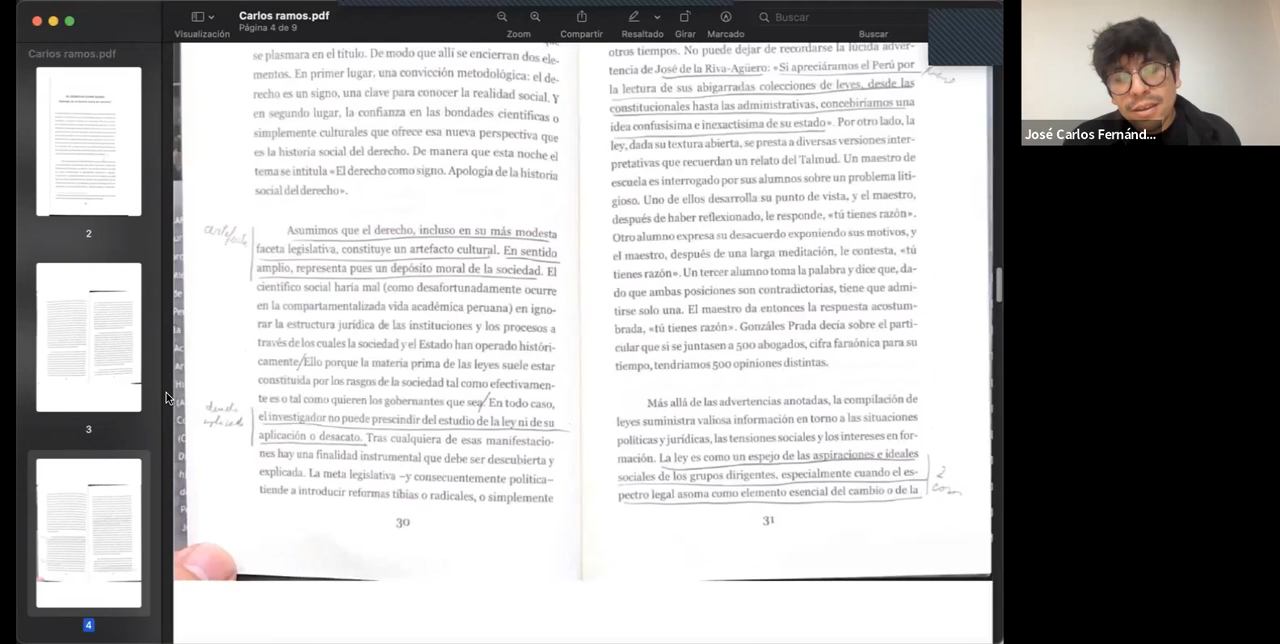 Carlos ramos.pdf
Página 4 de 9
Visualización
Zoom
Compartir
Resaltado
Girar
Marcado
Buscar
Buscar
Carlos ramos.pdf
2
3
4
se plasmara en el título. De modo que allí se encierran dos ele-
mentos. En primer lugar, una convicción metodológica: el de-
recho es un signo, una clave para conocer la realidad social, y
en segundo lugar, la confianza en las bondades científicas o
simplemente culturales que ofrece esa nueva perspectiva que
es la historia social del derecho. De manera que esta noche el
tema se intitula «El derecho como signo. Apología de la historia
social del derecho».
artefacto
Asumimos que el derecho, incluso en su más modesta
faceta legislativa, constituye un artefacto cultural. En sentido
amplio, representa pues un depósito moral de la sociedad. El
científico social haría mal (como desafortunadamente ocurre
en la compartamentalizada vida académica peruana) en igno-
rar la estructura jurídica de las instituciones y los procesos a
través de los cuales la sociedad y el Estado han operado históri-
camente/Ello porque la materia prima de las leyes suele estar
constituida por los rasgos de la sociedad tal como efectivamen-
te es o tal como quieren los gobernantes que sea/ En todo caso,
el investigador no puede prescindir del estudio de la ley ni de su
aplicación o desacato. Tras cualquiera de esas manifestacio-
nes hay una finalidad instrumental que debe ser descubierta y
explicada. La meta legislativa –y consecuentemente política–
tiende a introducir reformas tibias o radicales, o simplemente
30
otros tiempos. No puede dejar de recordarse la lúcida adver-
tencia de José de la Riva-Agüero: «Si apreciáramos el Perú por
la lectura de sus abigarradas colecciones de leyes, desde las
constitucionales hasta las administrativas, concebiríamos una
idea confusísima e inexactísima de su estado». Por otro lado, la
ley, dada su textura abierta, se presta a diversas versiones inter-
pretativas que recuerdan un relato del Talmud. Un maestro de
escuela es interrogado por sus alumnos sobre un problema liti-
gioso. Uno de ellos desarrolla su punto de vista, y el maestro,
después de haber reflexionado, le responde, «tú tienes razón».
Otro alumno expresa su desacuerdo exponiendo sus motivos, y
el maestro, después de una larga meditación, le contesta, «tú
tienes razón». Un tercer alumno toma la palabra y dice que, da-
do que ambas posiciones son contradictorias, tiene que admi-
tirse solo una. El maestro da entonces la respuesta acostum-
brada, «tú tienes razón». Gonzáles Prada decía sobre el parti-
cular que si se juntasen a 500 abogados, cifra faraónica para su
tiempo, tendríamos 500 opiniones distintas.
Más allá de las advertencias anotadas, la compilación de
leyes suministra valiosa información en torno a las situaciones
políticas y jurídicas, las tensiones sociales y los intereses en for-
mación. La ley es como un espejo de las aspiraciones e ideales
sociales de los grupos dirigentes, especialmente cuando el es-
pectro legal asoma como elemento esencial del cambio o de la
2
31
José Carlos Fernánd...